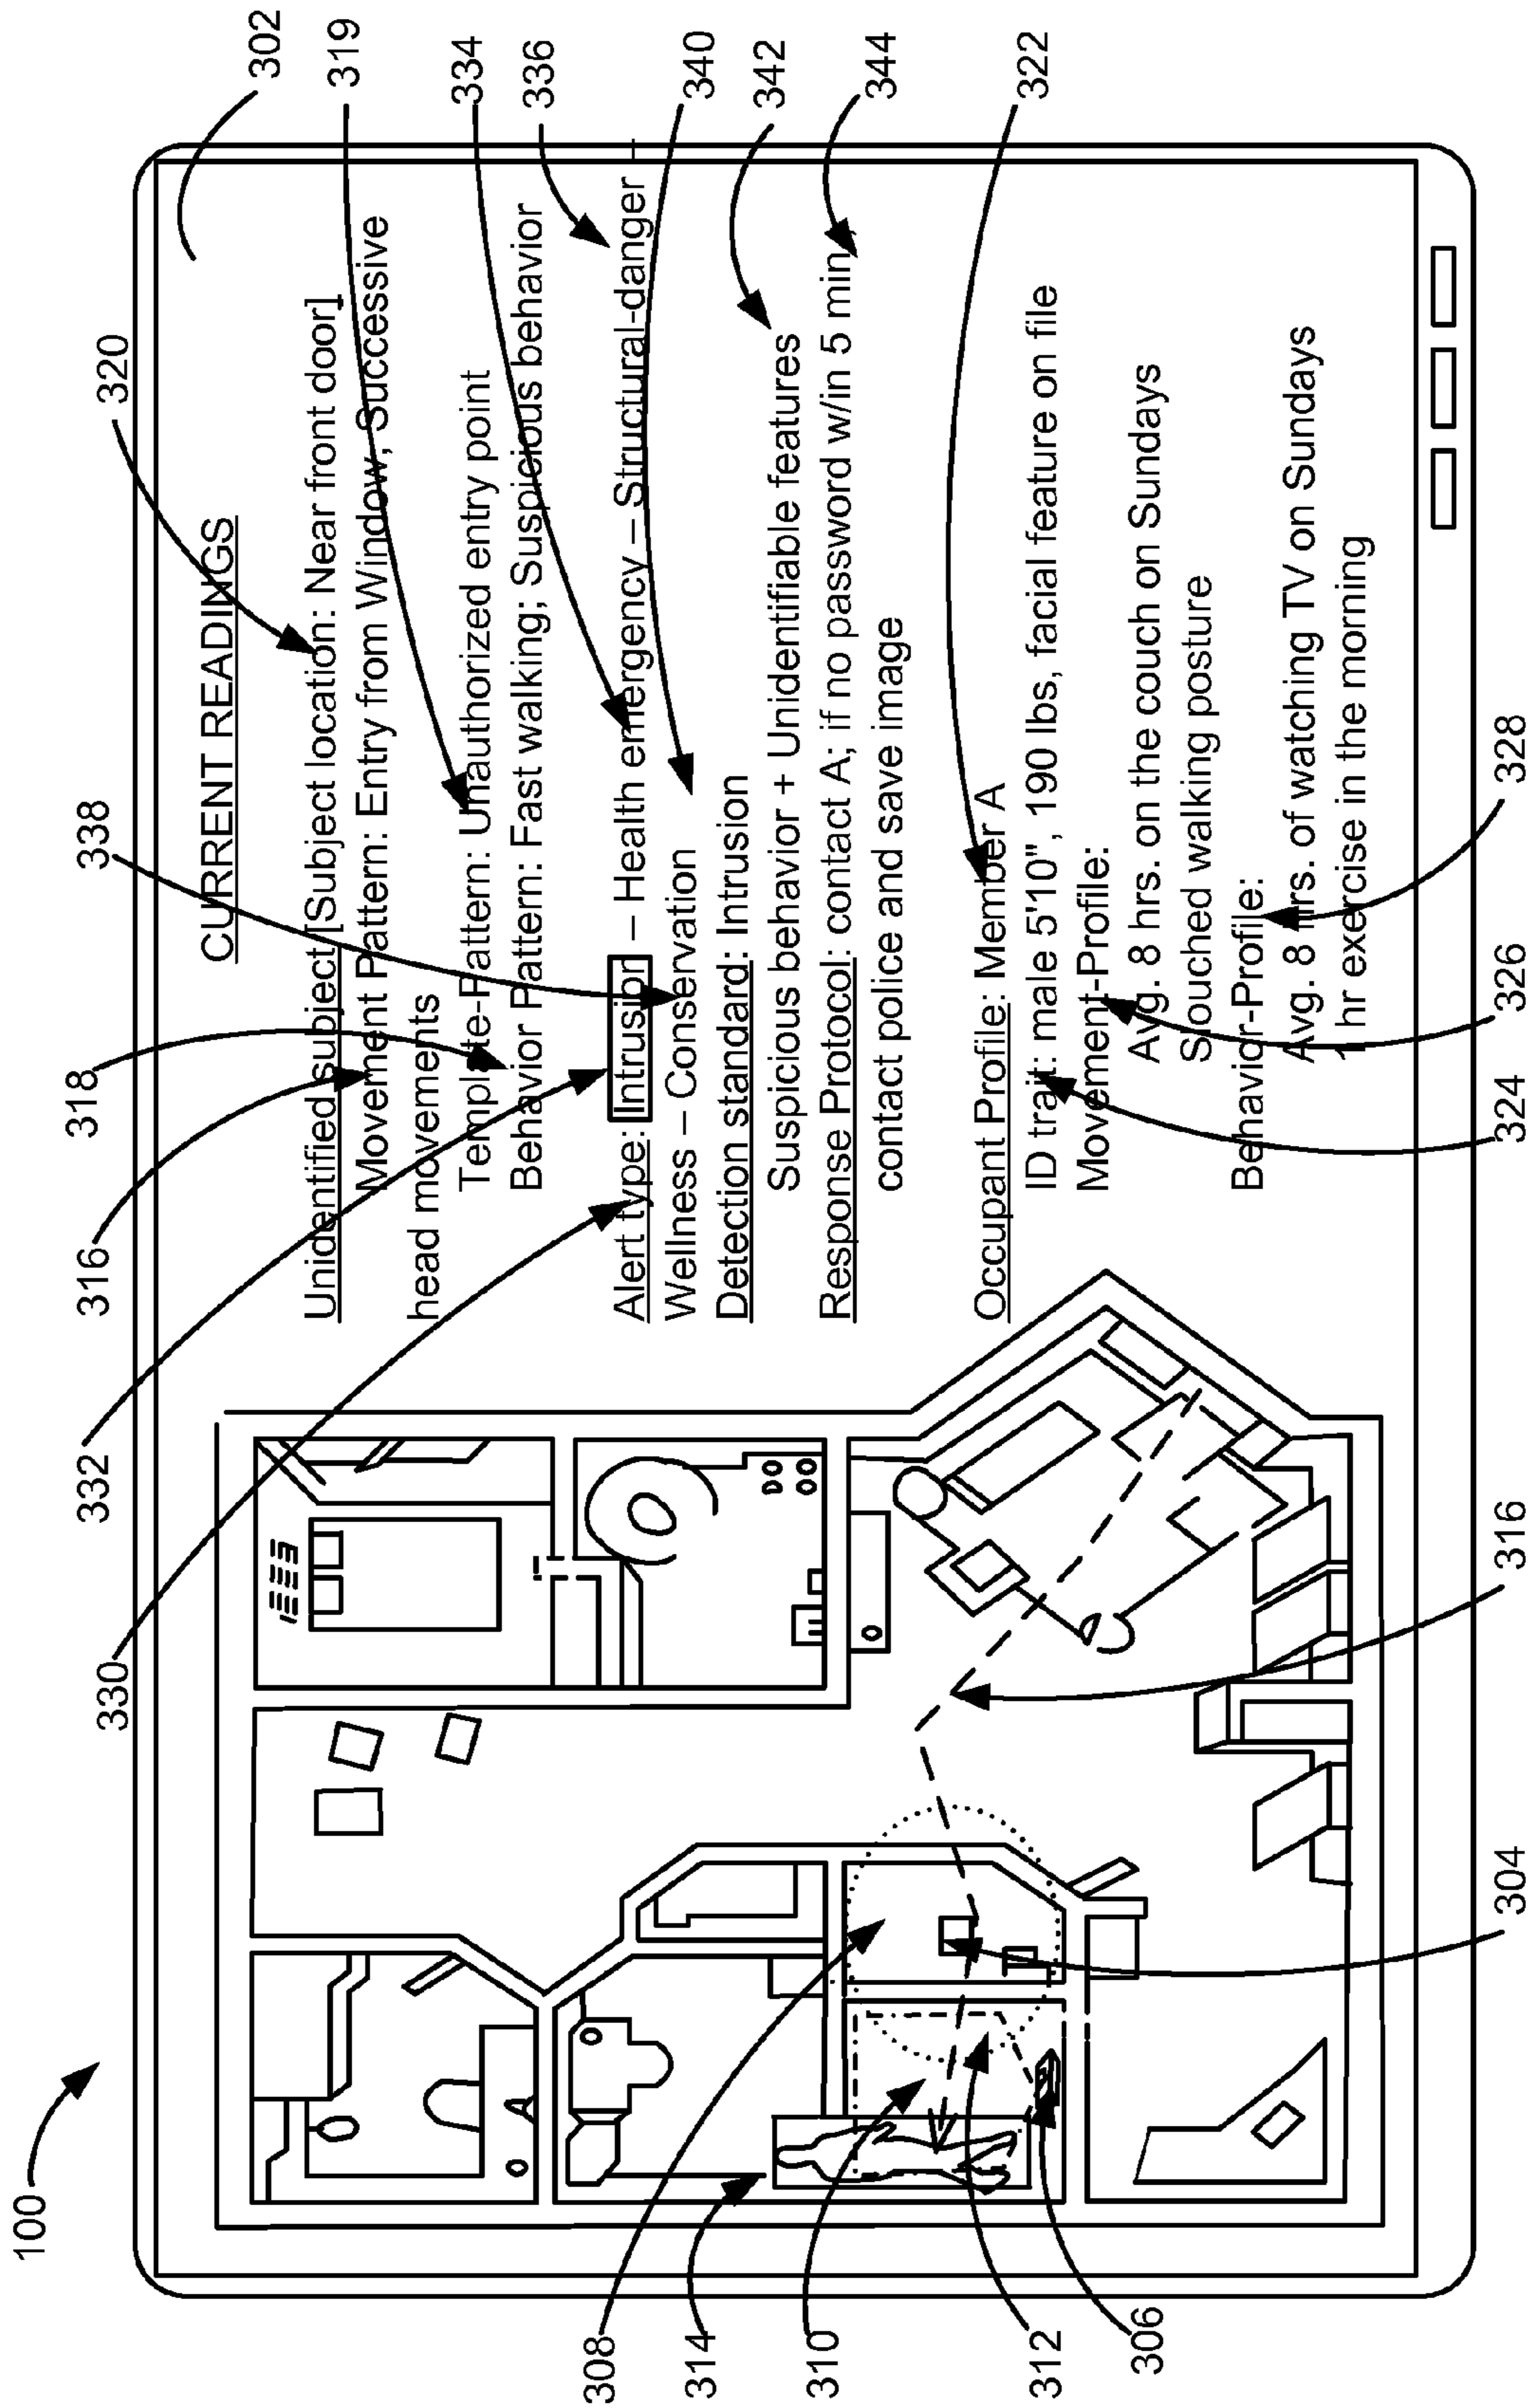 100
302
320
319
334
336
340
342
344
322
338
318
316
332
330
CURRENT READINGS
Unidentified subject [Subject location: Near front door]
Movement Pattern: Entry from Window, Successive
head movements
Template-Pattern: Unauthorized entry point
Behavior Pattern: Fast walking; Suspicious behavior
Alert type: Intrusion – Health emergency – Structural-danger –
Wellness – Conservation
Detection standard: Intrusion
Suspicious behavior + Unidentifiable features
Response Protocol: contact A; if no password w/in 5 min,
contact police and save image
Occupant Profile: Member A
ID trait: male 5'10", 190 lbs, facial feature on file
Movement-Profile:
Avg. 8 hrs. on the couch on Sundays
Souched walking posture
Behavior-Profile:
Avg. 8 hrs. of watching TV on Sundays
1 hr exercise in the morning
308
314
310
312
306
304
316
324
326
328